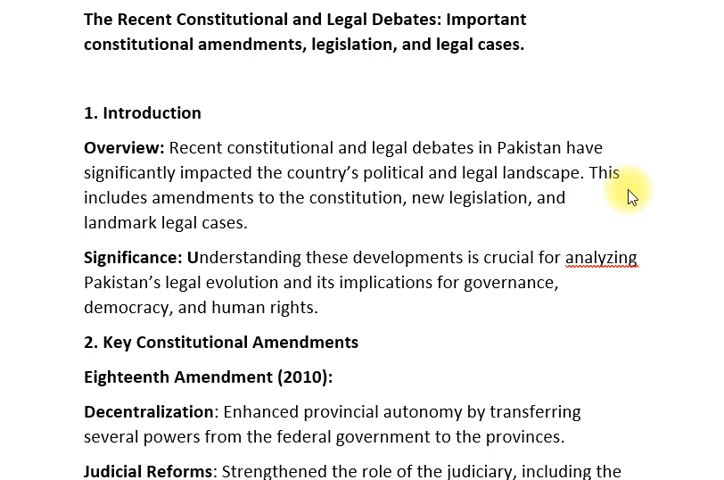 The Recent Constitutional and Legal Debates: Important
constitutional amendments, legislation, and legal cases.
1. Introduction
Overview: Recent constitutional and legal debates in Pakistan have
significantly impacted the country’s political and legal landscape. This
includes amendments to the constitution, new legislation, and
landmark legal cases.
Significance: Understanding these developments is crucial for analyzing
Pakistan’s legal evolution and its implications for governance,
democracy, and human rights.
2. Key Constitutional Amendments
Eighteenth Amendment (2010):
Decentralization: Enhanced provincial autonomy by transferring
several powers from the federal government to the provinces.
Judicial Reforms: Strengthened the role of the judiciary, including the